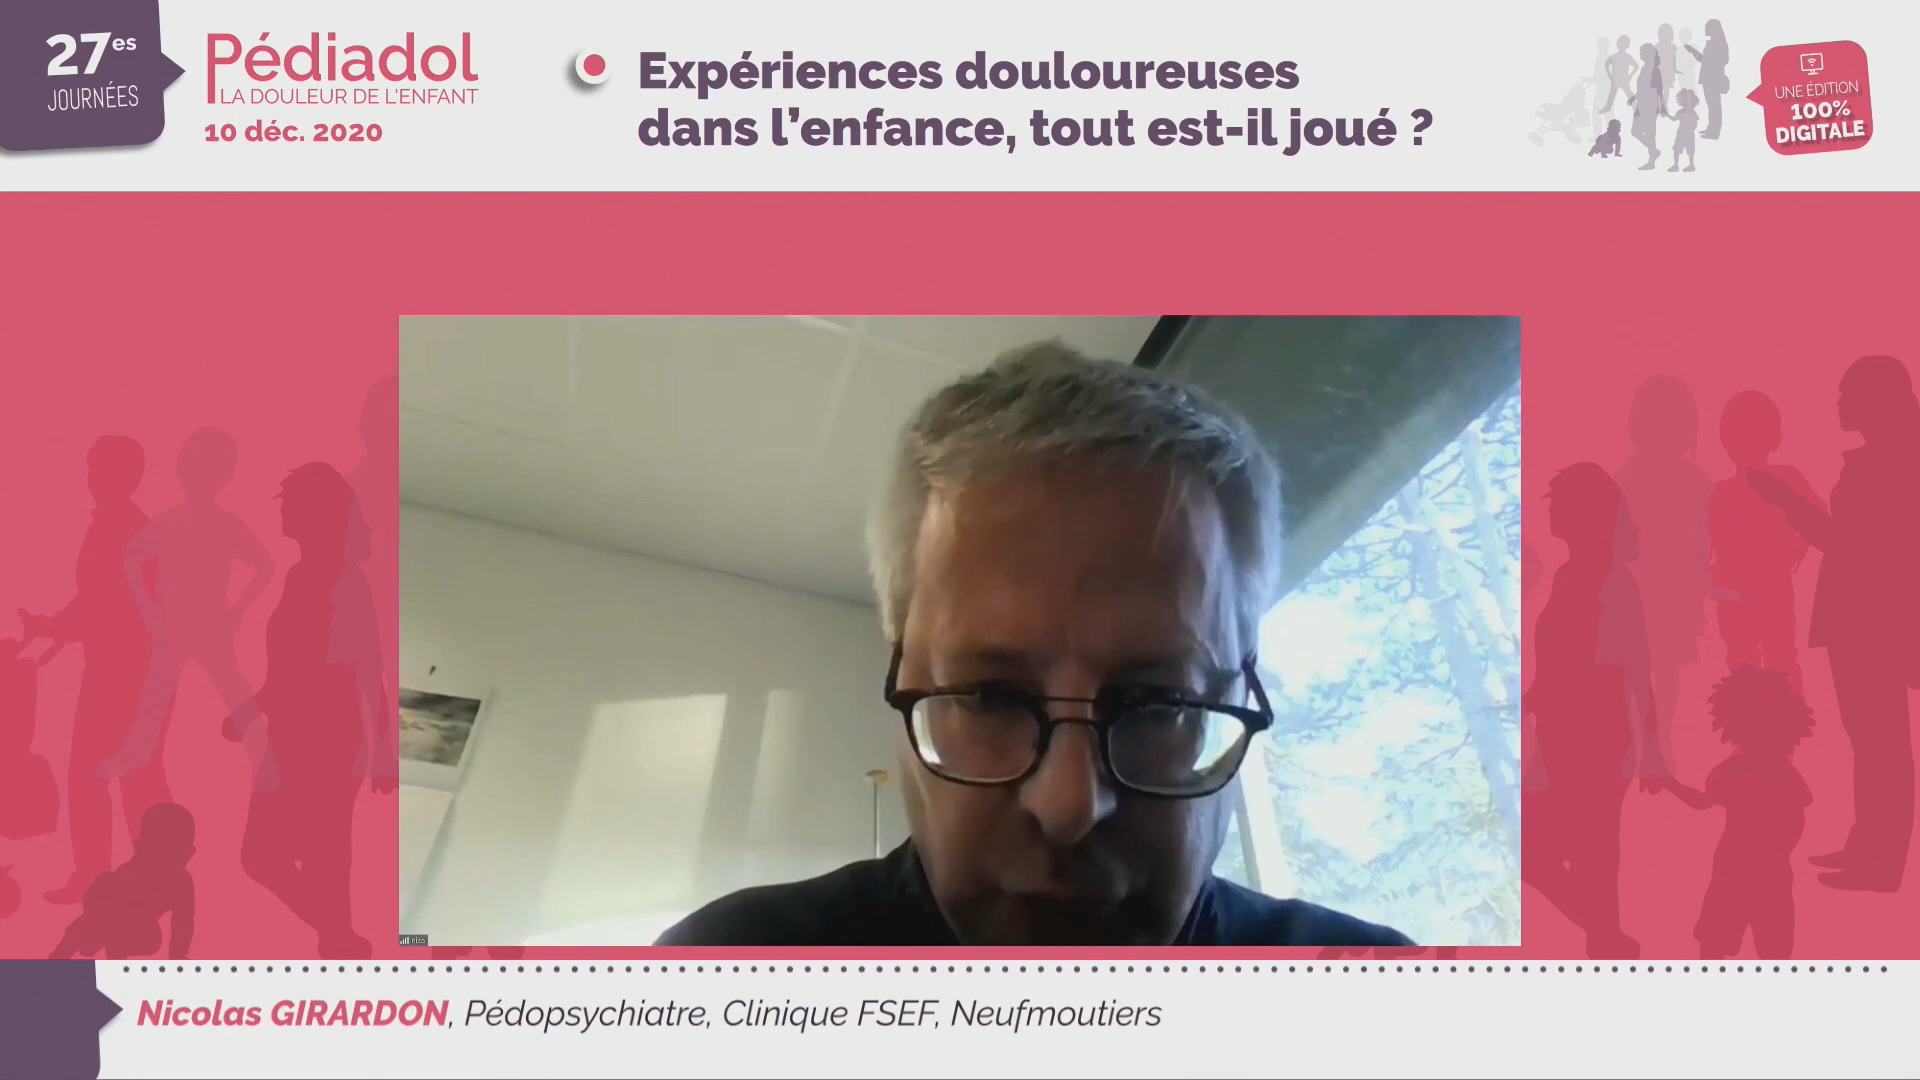 27es
JOURNÉES
Pédiadol
LA DOULEUR DE L'ENFANT
10 déc. 2020
Expériences douloureuses
dans l’enfance, tout est-il joué ?
UNE ÉDITION
100%
DIGITALE
nico
Nicolas GIRARDON, Pédopsychiatre, Clinique FSEF, Neufmoutiers